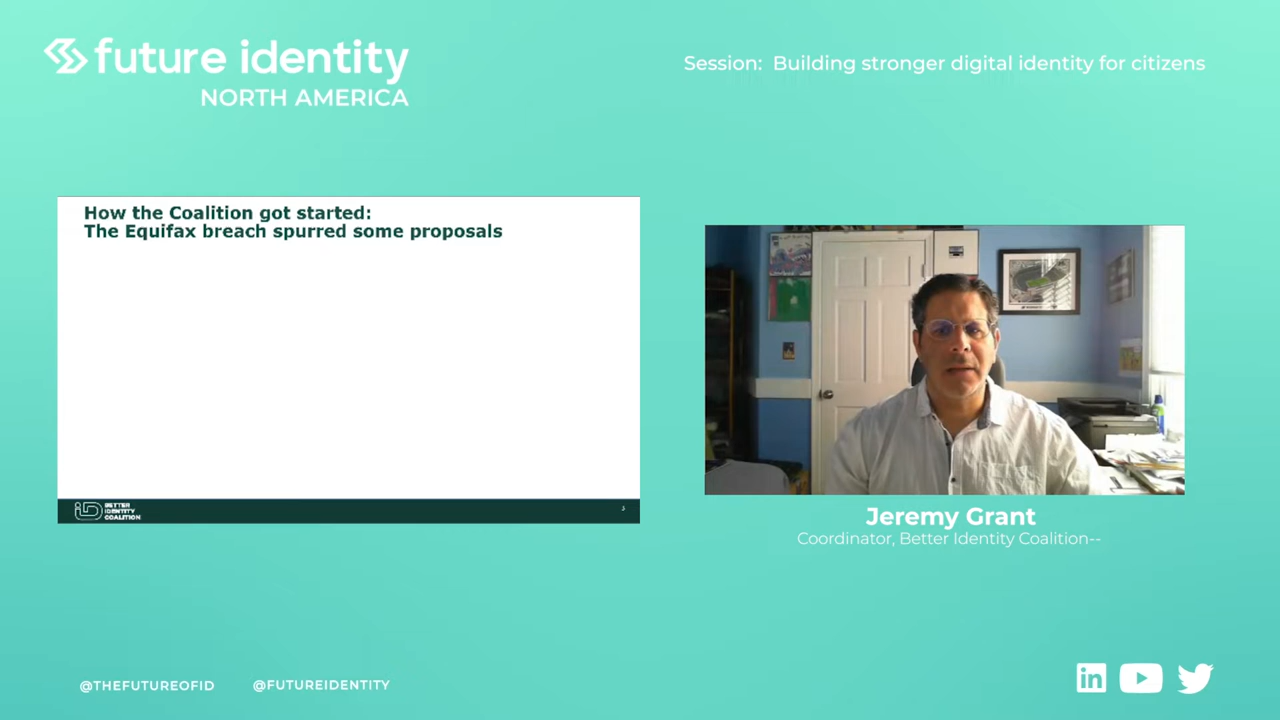 future identity
NORTH AMERICA
Session: Building stronger digital identity for citizens
How the Coalition got started:
The Equifax breach spurred some proposals
BETTER
IDENTITY
COALITION
Jeremy Grant
Coordinator, Better Identity Coalition--
@THEFUTUREOFID
@FUTUREIDENTITY
in